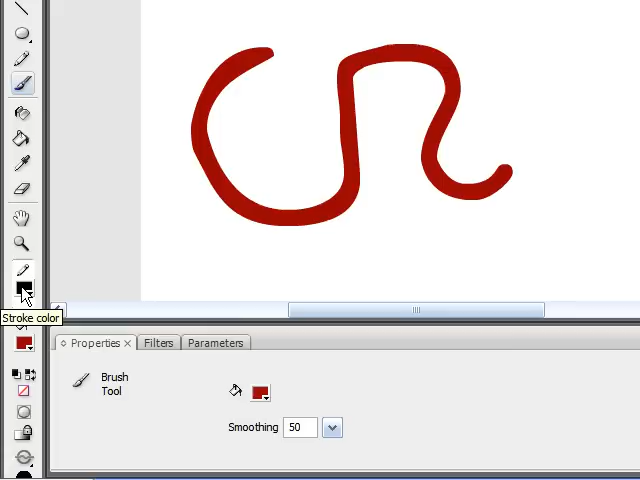 Stroke color
Properties
Filters
Parameters
Brush
Tool
Smoothing 50